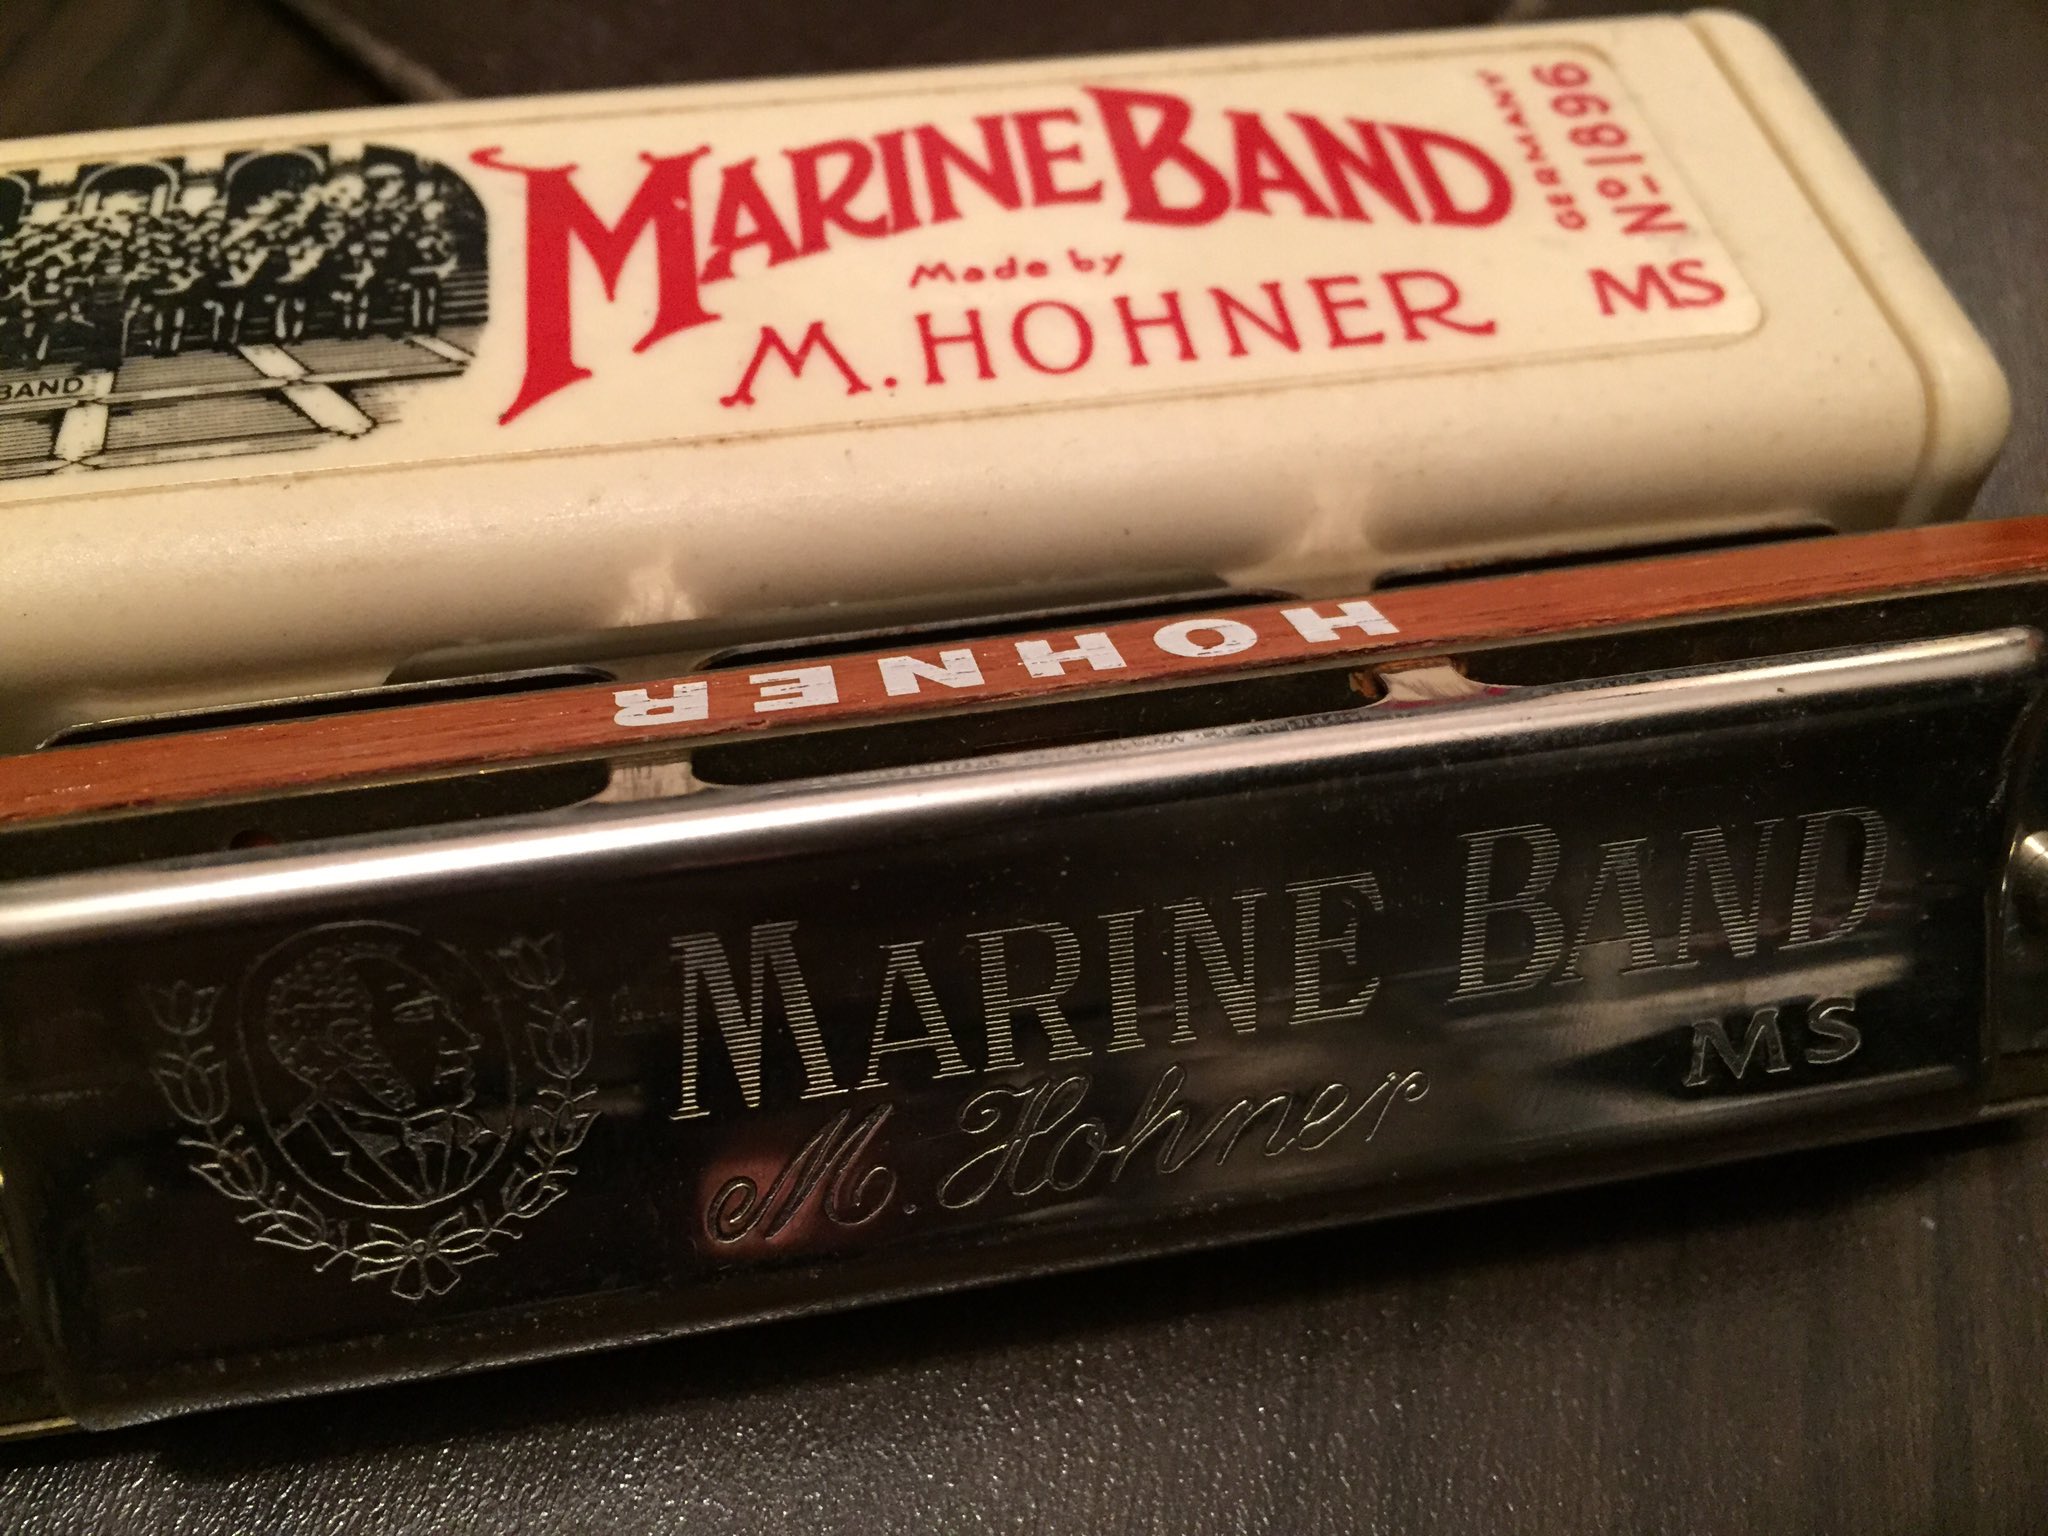 MARINE BAND
Made by
M. HOHNER
GERMANY
No 1896
MS
BAND
HOHNER
MARINE BAND
M. Hohner
MS